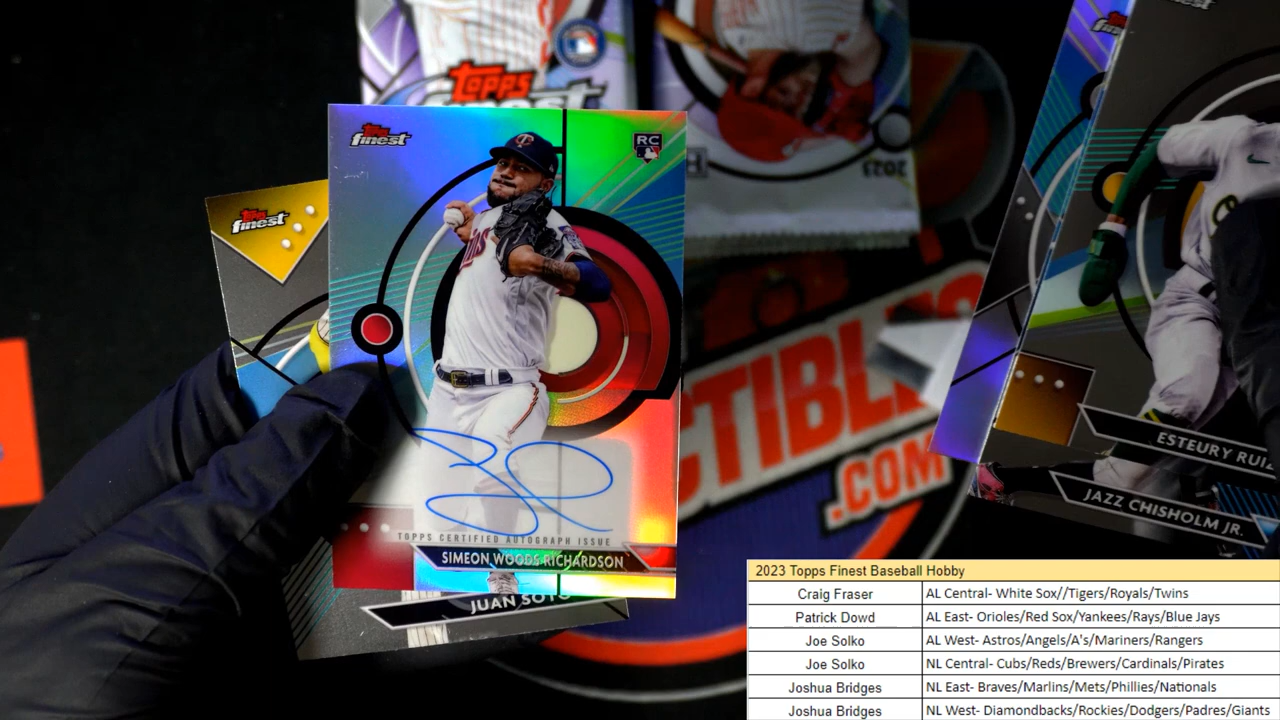 TOPPS
finest
TOPPS
finest
RC
TOPPS
finest
2023
TOPPS CERTIFIED AUTOGRAPH ISSUE
SIMEON WOODS RICHARDSON
JUAN SOTO
CTIBLES
.COM
ESTEURY RUIZ
JAZZ CHISHOLM JR.
2023 Topps Finest Baseball Hobby
Craig Fraser AL Central- White Sox//Tigers/Royals/Twins
Patrick Dowd AL East- Orioles/Red Sox/Yankees/Rays/Blue Jays
Joe Solko AL West- Astros/Angels/A's/Mariners/Rangers
Joe Solko NL Central- Cubs/Reds/Brewers/Cardinals/Pirates
Joshua Bridges NL East- Braves/Marlins/Mets/Phillies/Nationals
Joshua Bridges NL West- Diamondbacks/Rockies/Dodgers/Padres/Giants